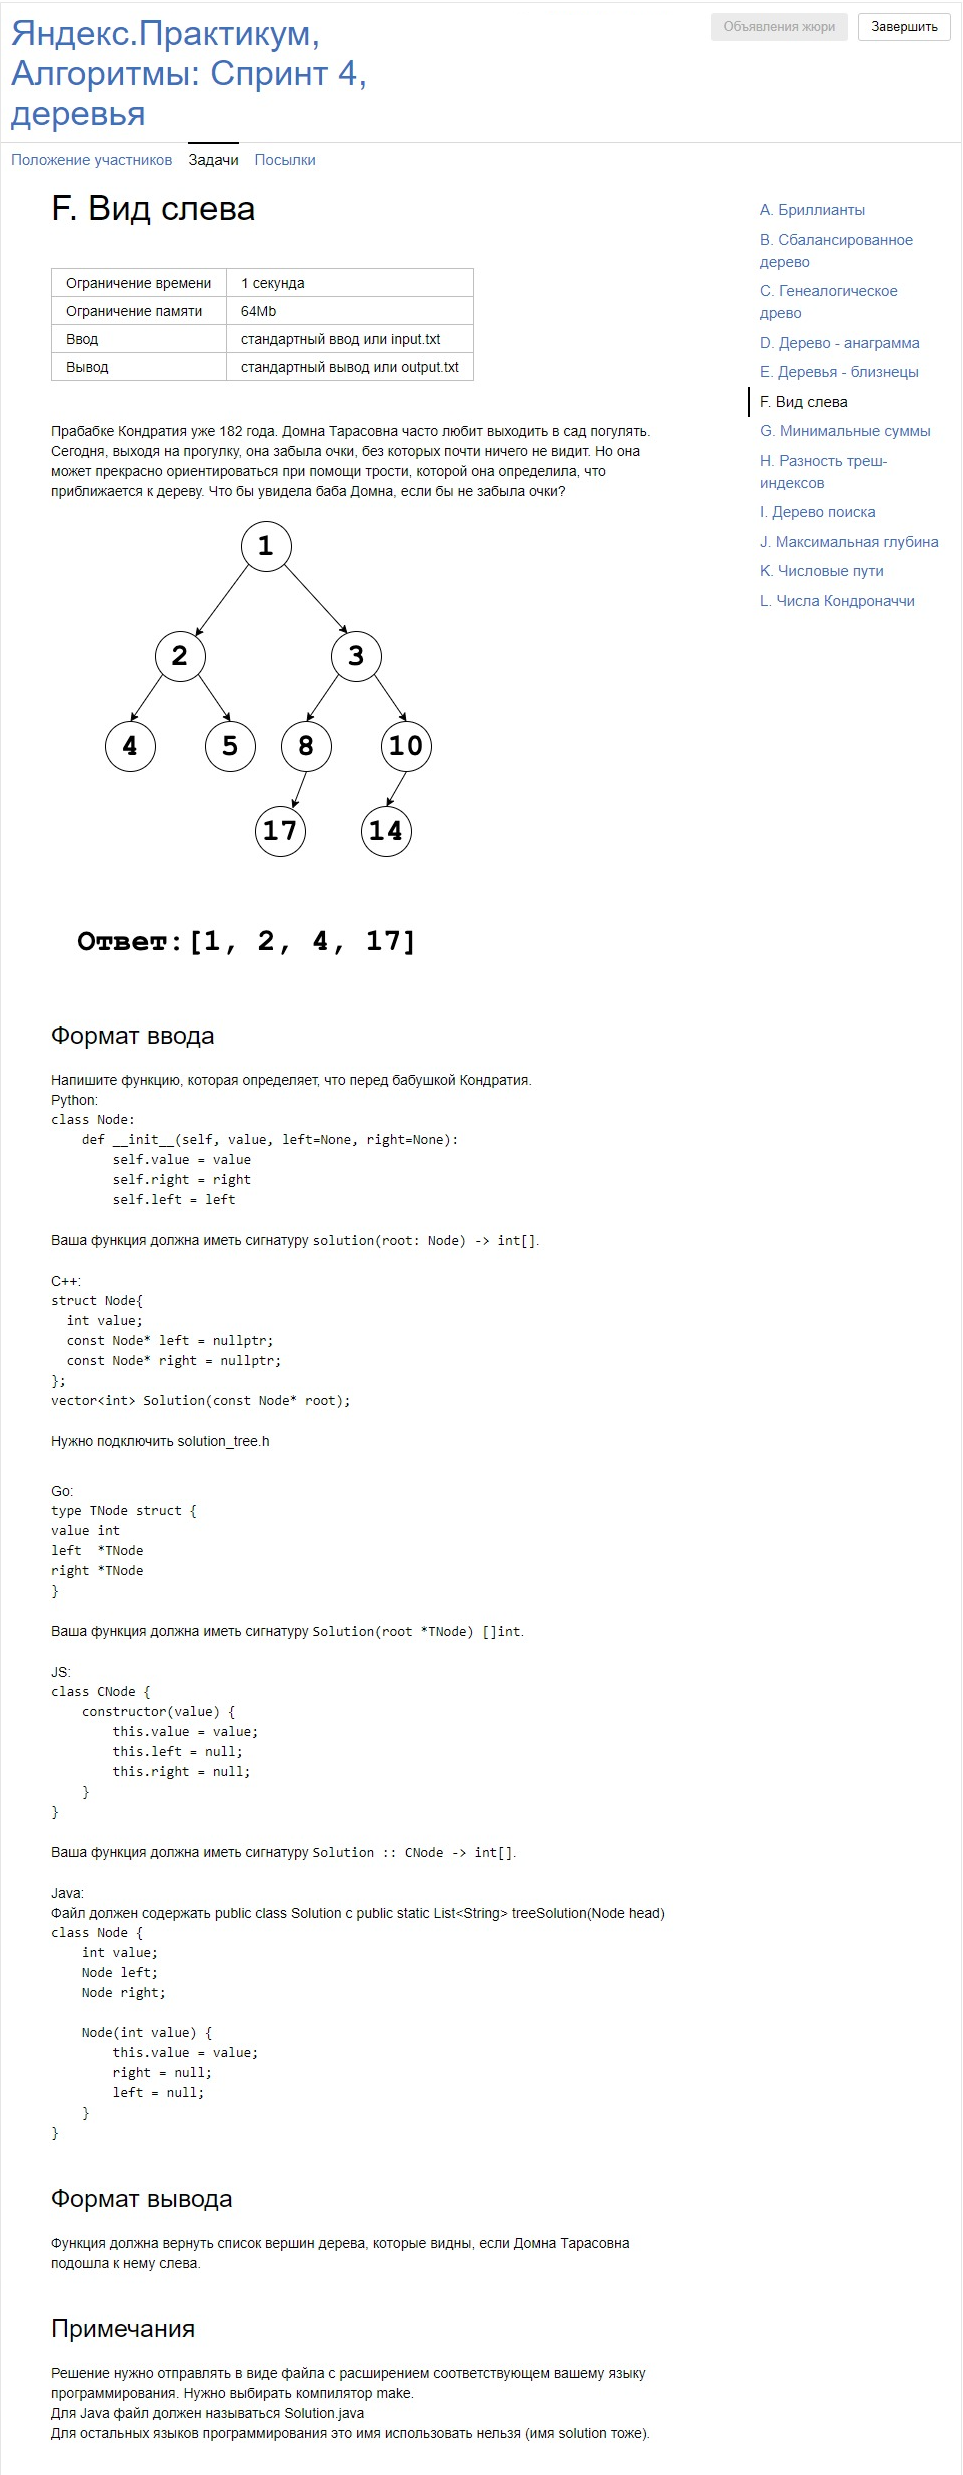 Яндекс.Практикум,
Алгоритмы: Спринт 4,
деревья
Объявления жюри
Завершить
Положение участников
Задачи
Посылки
F. Вид слева
Ограничение времени 1 секунда
Ограничение памяти 64Mb
Ввод стандартный ввод или input.txt
Вывод стандартный вывод или output.txt
Прабабке Кондратия уже 182 года. Домна Тарасовна часто любит выходить в сад погулять.
Сегодня, выходя на прогулку, она забыла очки, без которых почти ничего не видит. Но она
может прекрасно ориентироваться при помощи трости, которой она определила, что
приближается к дереву. Что бы увидела баба Домна, если бы не забыла очки?
1
2 3
4 5 8 10
17 14
Ответ:[1, 2, 4, 17]
Формат ввода
Напишите функцию, которая определяет, что перед бабушкой Кондратия.
Python:
class Node:
    def __init__(self, value, left=None, right=None):
        self.value = value
        self.right = right
        self.left = left
Ваша функция должна иметь сигнатуру solution(root: Node) -> int[].
C++:
struct Node{
  int value;
  const Node* left = nullptr;
  const Node* right = nullptr;
};
vector<int> Solution(const Node* root);
Нужно подключить solution_tree.h
Go:
type TNode struct {
value int
left  *TNode
right *TNode
}
Ваша функция должна иметь сигнатуру Solution(root *TNode) []int.
JS:
class CNode {
    constructor(value) {
        this.value = value;
        this.left = null;
        this.right = null;
    }
}
Ваша функция должна иметь сигнатуру Solution :: CNode -> int[].
Java:
Файл должен содержать public class Solution с public static List<String> treeSolution(Node head)
class Node {
    int value;
    Node left;
    Node right;
    Node(int value) {
        this.value = value;
        right = null;
        left = null;
    }
}
Формат вывода
Функция должна вернуть список вершин дерева, которые видны, если Домна Тарасовна
подошла к нему слева.
Примечания
Решение нужно отправлять в виде файла с расширением соответствующем вашему языку
программирования. Нужно выбирать компилятор make.
Для Java файл должен называться Solution.java
Для остальных языков программирования это имя использовать нельзя (имя solution тоже).
A. Бриллианты
B. Сбалансированное
дерево
C. Генеалогическое
древо
D. Дерево - анаграмма
E. Деревья - близнецы
F. Вид слева
G. Минимальные суммы
H. Разность треш-
индексов
I. Дерево поиска
J. Максимальная глубина
K. Числовые пути
L. Числа Кондроначчи